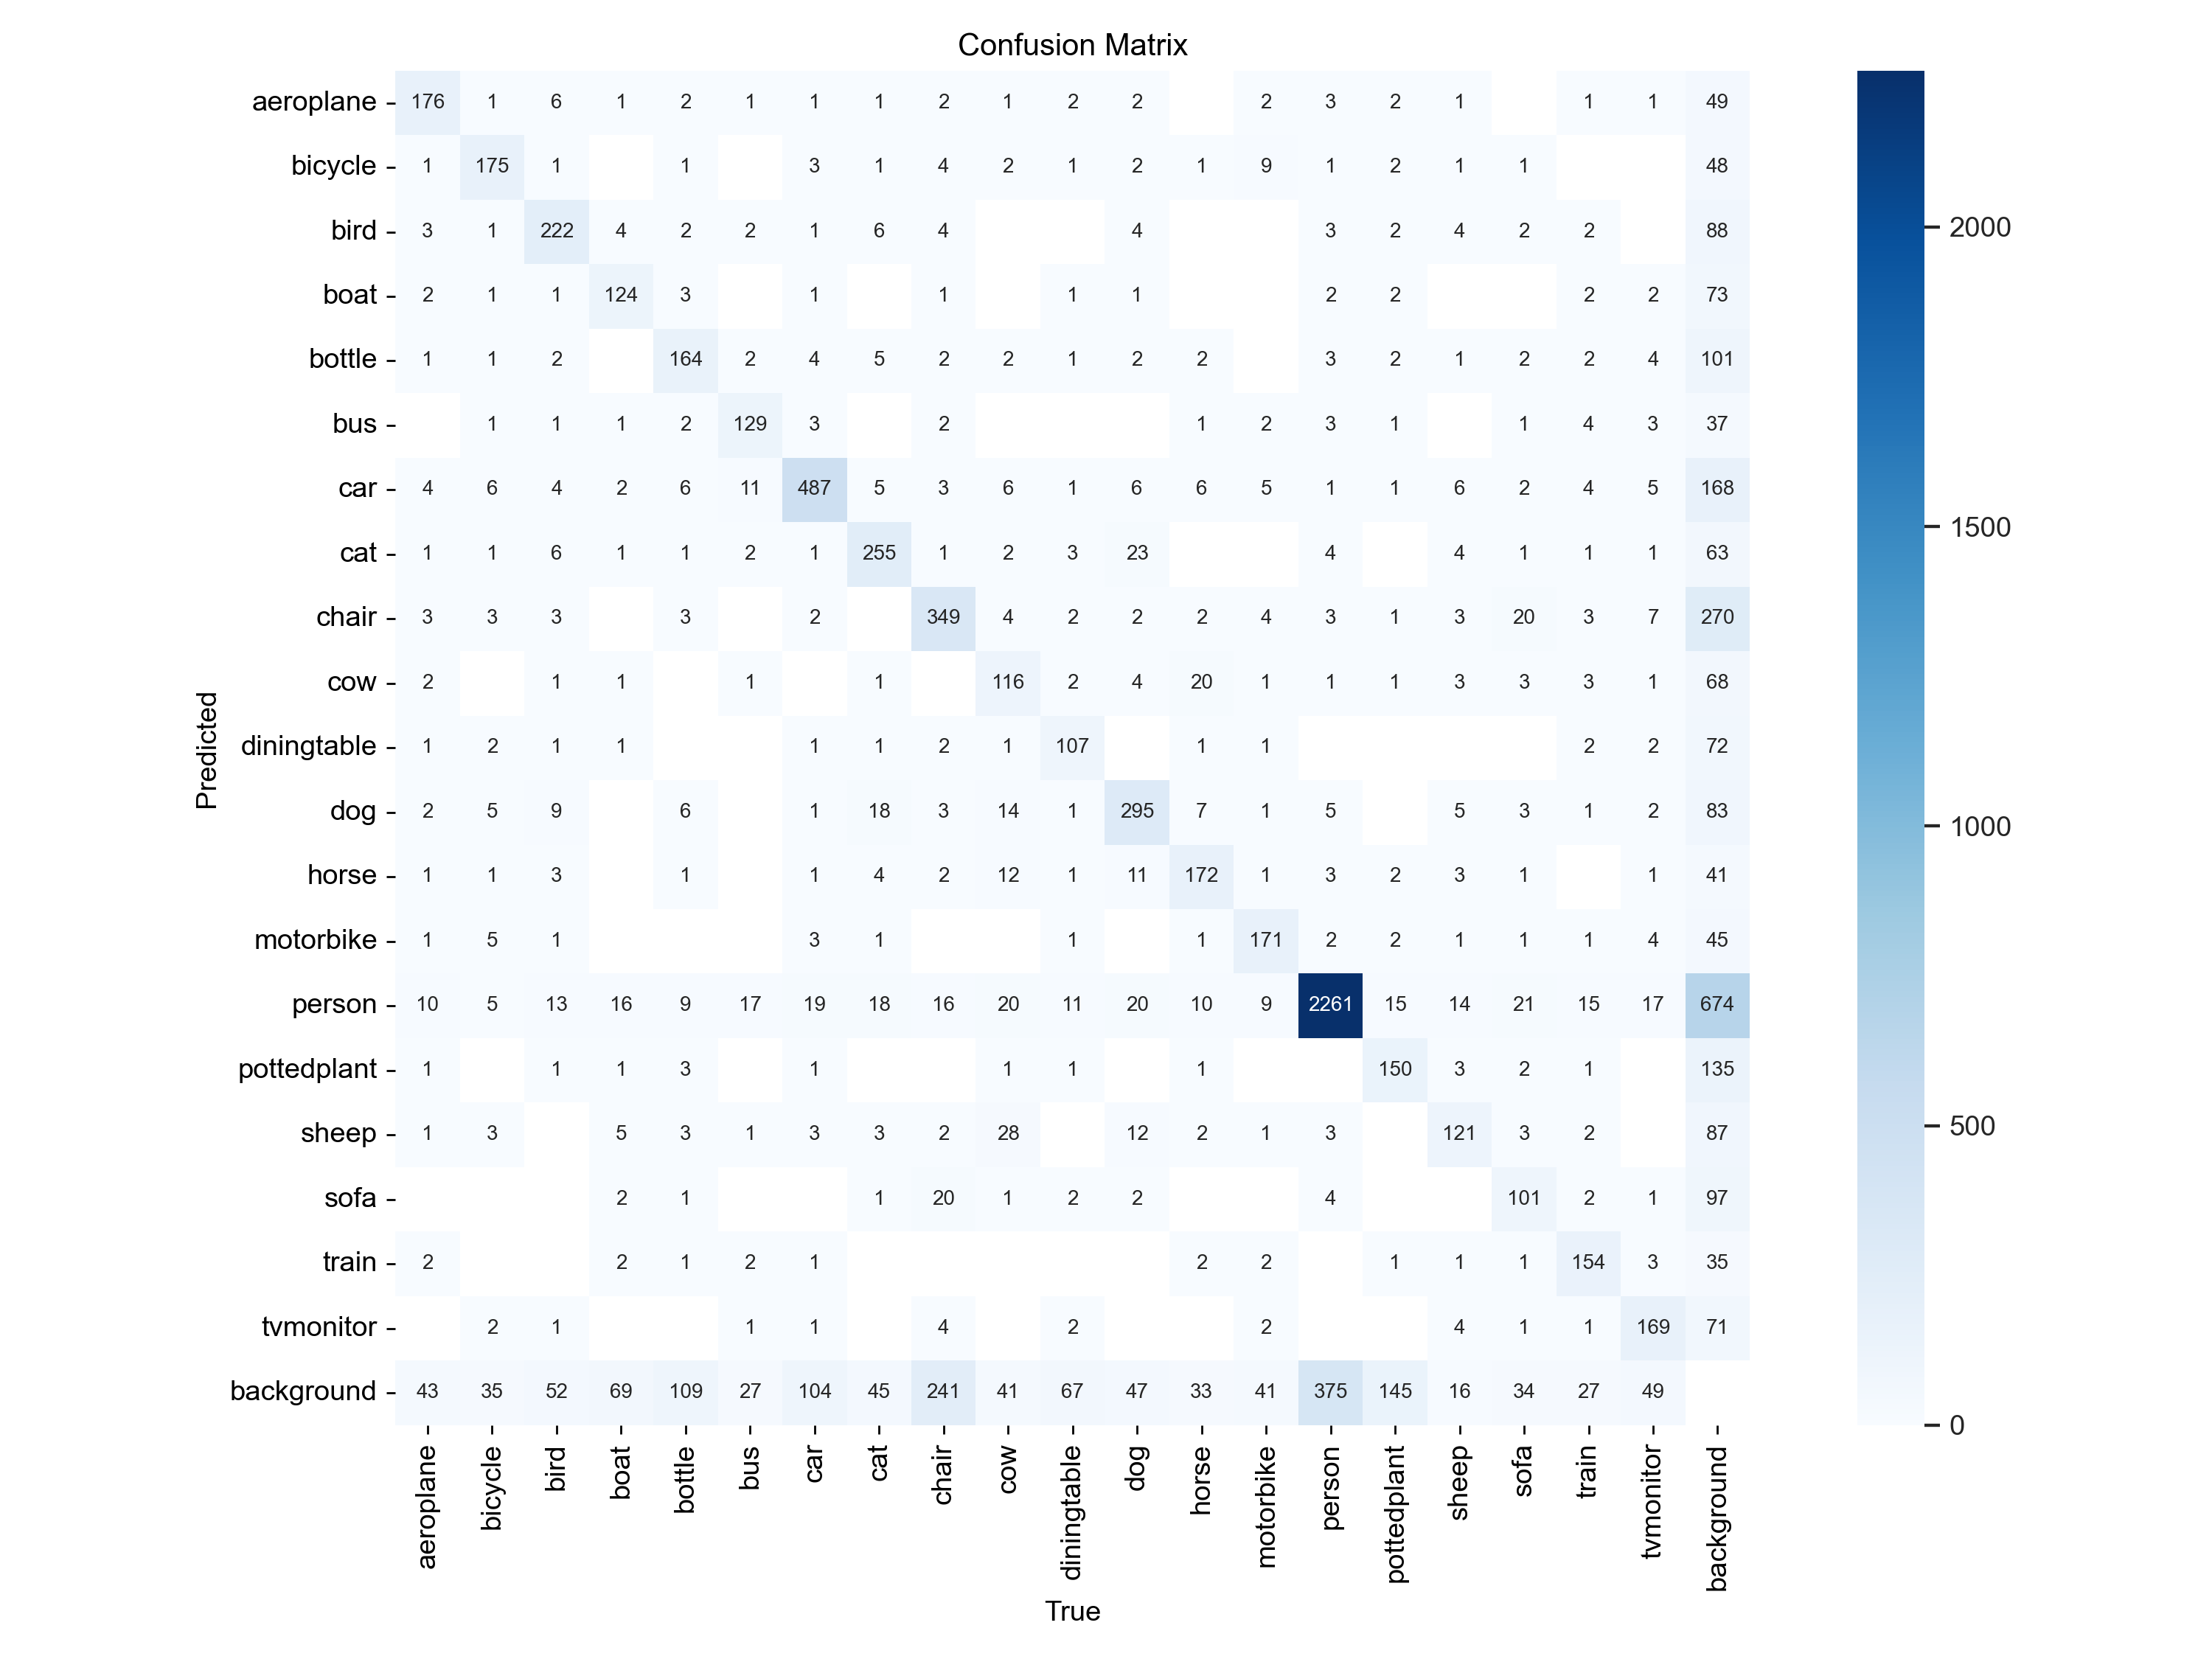 Confusion Matrix
aeroplane 176 1 6 1 2 1 1 1 2 1 2 2 2 3 2 1 1 1 49
bicycle 1 175 1 1 3 1 4 2 1 2 1 9 1 2 1 1 48
bird 3 1 222 4 2 2 1 6 4 4 3 2 4 2 2 88
boat 2 1 1 124 3 1 1 1 1 2 2 2 2 73
bottle 1 1 2 164 2 4 5 2 2 1 2 2 3 2 1 2 2 4 101
bus 1 1 1 2 129 3 2 1 2 3 1 1 4 3 37
car 4 6 4 2 6 11 487 5 3 6 1 6 6 5 1 1 6 2 4 5 168
cat 1 1 6 1 1 2 1 255 1 2 3 23 4 4 1 1 1 63
chair 3 3 3 3 2 349 4 2 2 2 4 3 1 3 20 3 7 270
cow 2 1 1 1 1 116 2 4 20 1 1 1 3 3 3 1 68
diningtable 1 2 1 1 1 1 2 1 107 1 1 2 2 72
dog 2 5 9 6 1 18 3 14 1 295 7 1 5 5 3 1 2 83
horse 1 1 3 1 1 4 2 12 1 11 172 1 3 2 3 1 1 41
motorbike 1 5 1 3 1 1 1 171 2 2 1 1 1 4 45
person 10 5 13 16 9 17 19 18 16 20 11 20 10 9 2261 15 14 21 15 17 674
pottedplant 1 1 1 3 1 1 1 1 150 3 2 1 135
sheep 1 3 5 3 1 3 3 2 28 12 2 1 3 121 3 2 87
sofa 2 1 1 20 1 2 2 4 101 2 1 97
train 2 2 1 2 1 2 2 1 1 1 154 3 35
tvmonitor 2 1 1 1 4 2 2 4 1 1 169 71
background 43 35 52 69 109 27 104 45 241 41 67 47 33 41 375 145 16 34 27 49
aeroplane bicycle bird boat bottle bus car cat chair cow diningtable dog horse motorbike person pottedplant sheep sofa train tvmonitor background
True
Predicted
2000
1500
1000
500
0